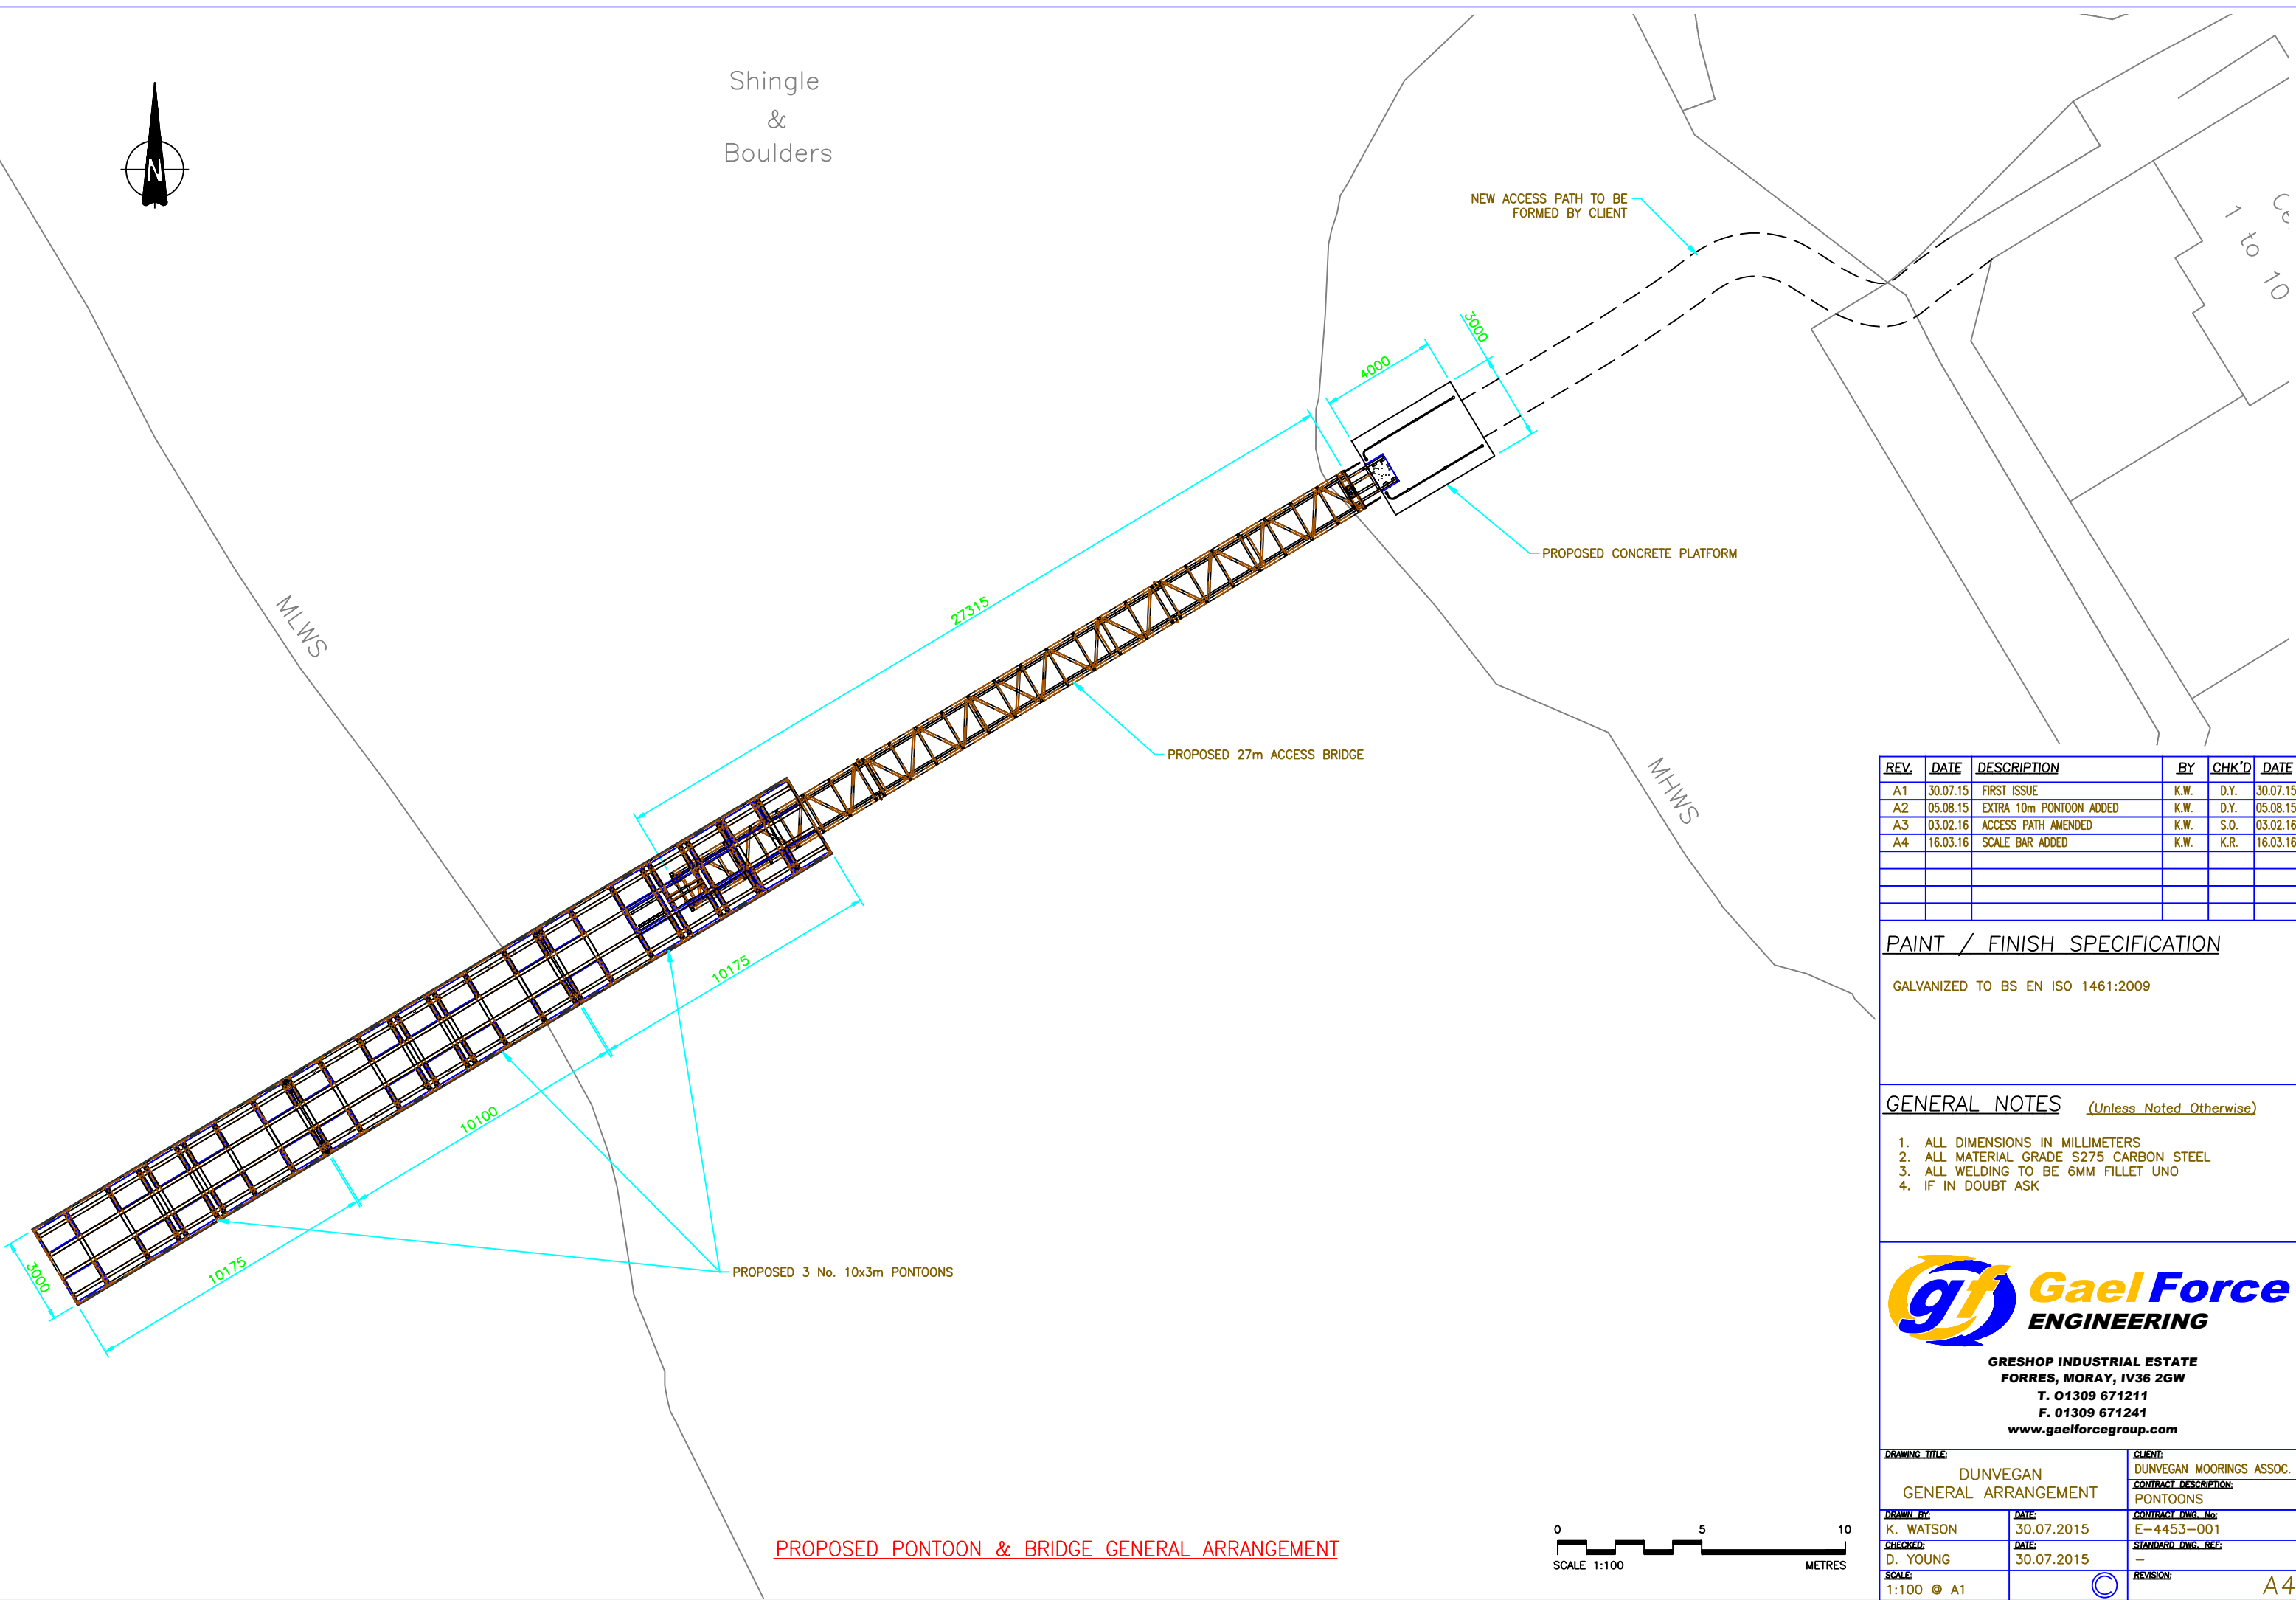 Shingle
&
Boulders
N
NEW ACCESS PATH TO BE
FORMED BY CLIENT
1 to 10
3000
4000
PROPOSED CONCRETE PLATFORM
27315
MLWS
PROPOSED 27m ACCESS BRIDGE
MHWS
10175
10100
10175
3000
PROPOSED 3 No. 10x3m PONTOONS
PROPOSED PONTOON & BRIDGE GENERAL ARRANGEMENT
0 5 10
SCALE 1:100 METRES
REV. DATE DESCRIPTION BY CHK'D DATE
A1 30.07.15 FIRST ISSUE K.W. D.Y. 30.07.15
A2 05.08.15 EXTRA 10m PONTOON ADDED K.W. D.Y. 05.08.15
A3 03.02.16 ACCESS PATH AMENDED K.W. S.O. 03.02.16
A4 16.03.16 SCALE BAR ADDED K.W. K.R. 16.03.16
PAINT / FINISH SPECIFICATION
GALVANIZED TO BS EN ISO 1461:2009
GENERAL NOTES (Unless Noted Otherwise)
1. ALL DIMENSIONS IN MILLIMETERS
2. ALL MATERIAL GRADE S275 CARBON STEEL
3. ALL WELDING TO BE 6MM FILLET UNO
4. IF IN DOUBT ASK
gf GaelForce
ENGINEERING
GRESHOP INDUSTRIAL ESTATE
FORRES, MORAY, IV36 2GW
T. 01309 671211
F. 01309 671241
www.gaelforcegroup.com
DRAWING TITLE:
DUNVEGAN
GENERAL ARRANGEMENT
CLIENT:
DUNVEGAN MOORINGS ASSOC.
CONTRACT DESCRIPTION:
PONTOONS
DRAWN BY: DATE: CONTRACT DWG. No:
K. WATSON 30.07.2015 E-4453-001
CHECKED: DATE: STANDARD DWG. REF:
D. YOUNG 30.07.2015 -
SCALE: REVISION:
1:100 @ A1 © A4